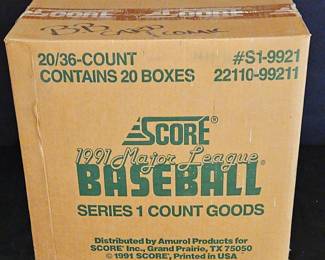 SCORE
20/36-COUNT #S1-9921
CONTAINS 20 BOXES 22110-99211
SCORE®
1991 Major League
BASEBALL
SERIES 1 COUNT GOODS
Distributed by Amurol Products for
SCORE Inc., Grand Prairie, TX 75050
© 1991 SCORE, Printed in USA